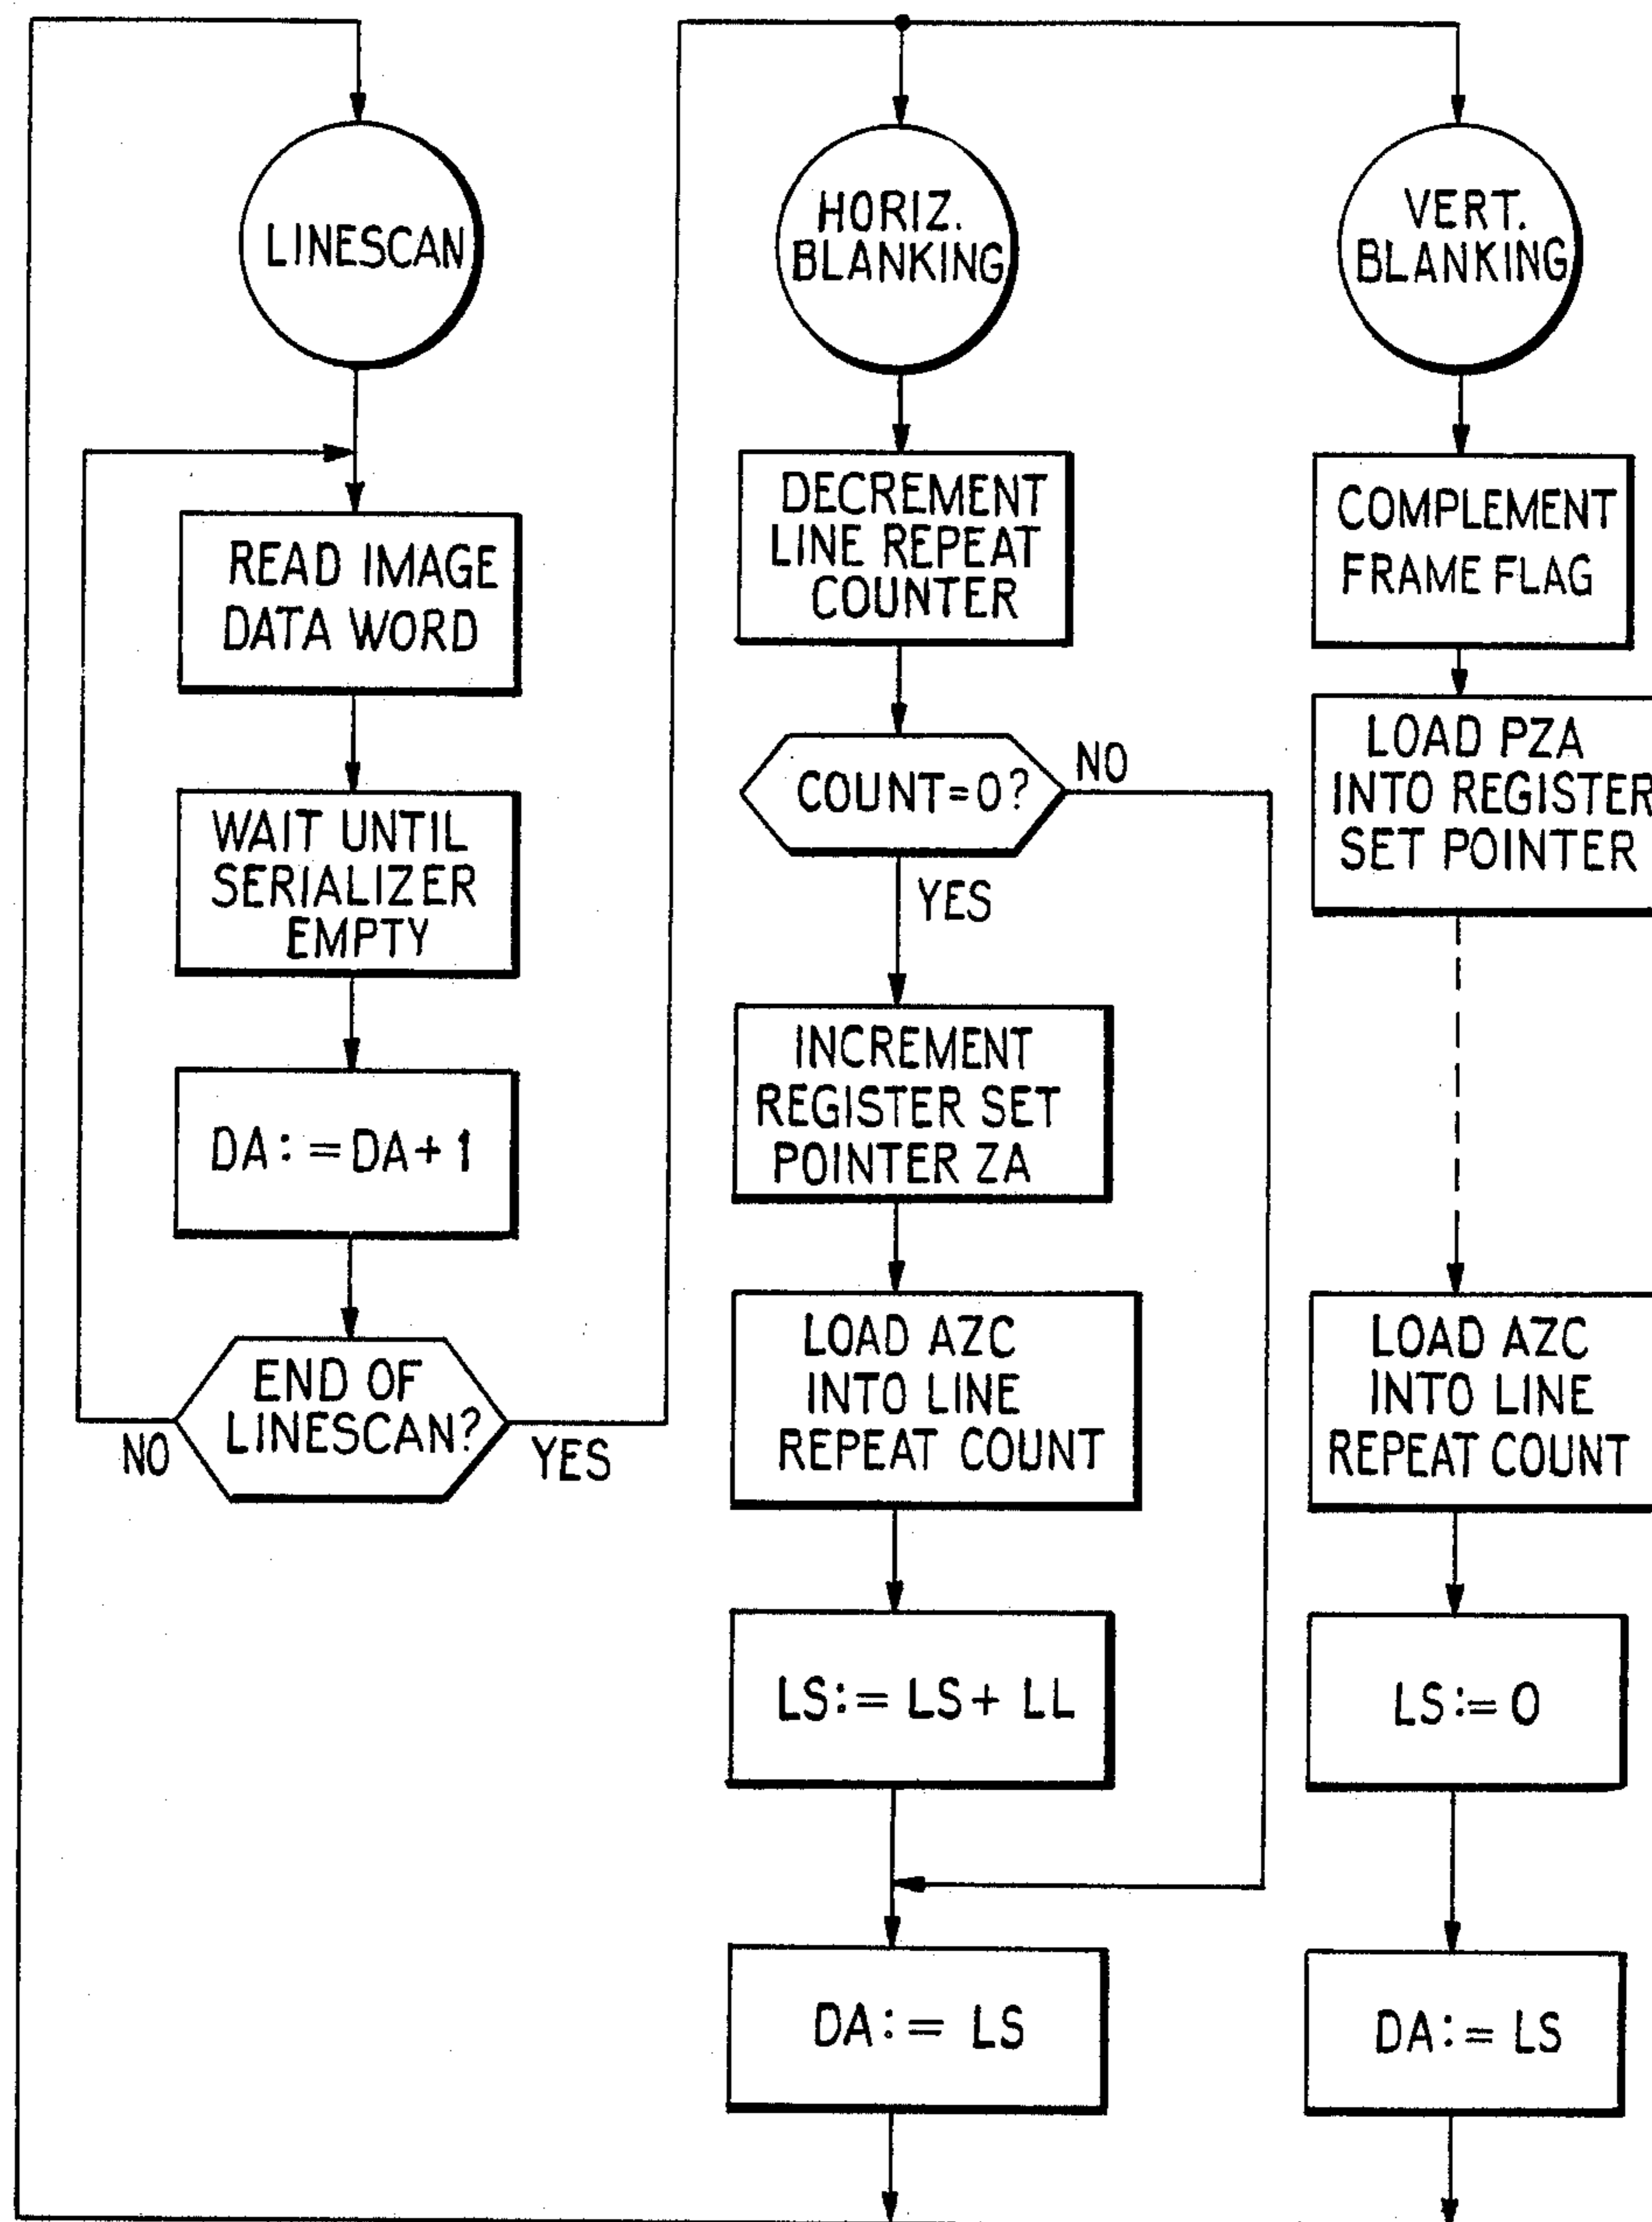 LINESCAN
READ IMAGE
DATA WORD
WAIT UNTIL
SERIALIZER
EMPTY
DA:=DA+1
END OF
LINESCAN?
NO
YES
HORIZ.
BLANKING
DECREMENT
LINE REPEAT
COUNTER
COUNT=0?
NO
YES
INCREMENT
REGISTER SET
POINTER ZA
LOAD AZC
INTO LINE
REPEAT COUNT
LS:= LS+ LL
DA:= LS
VERT.
BLANKING
COMPLEMENT
FRAME FLAG
LOAD PZA
INTO REGISTER
SET POINTER
LOAD AZC
INTO LINE
REPEAT COUNT
LS:= 0
DA:= LS